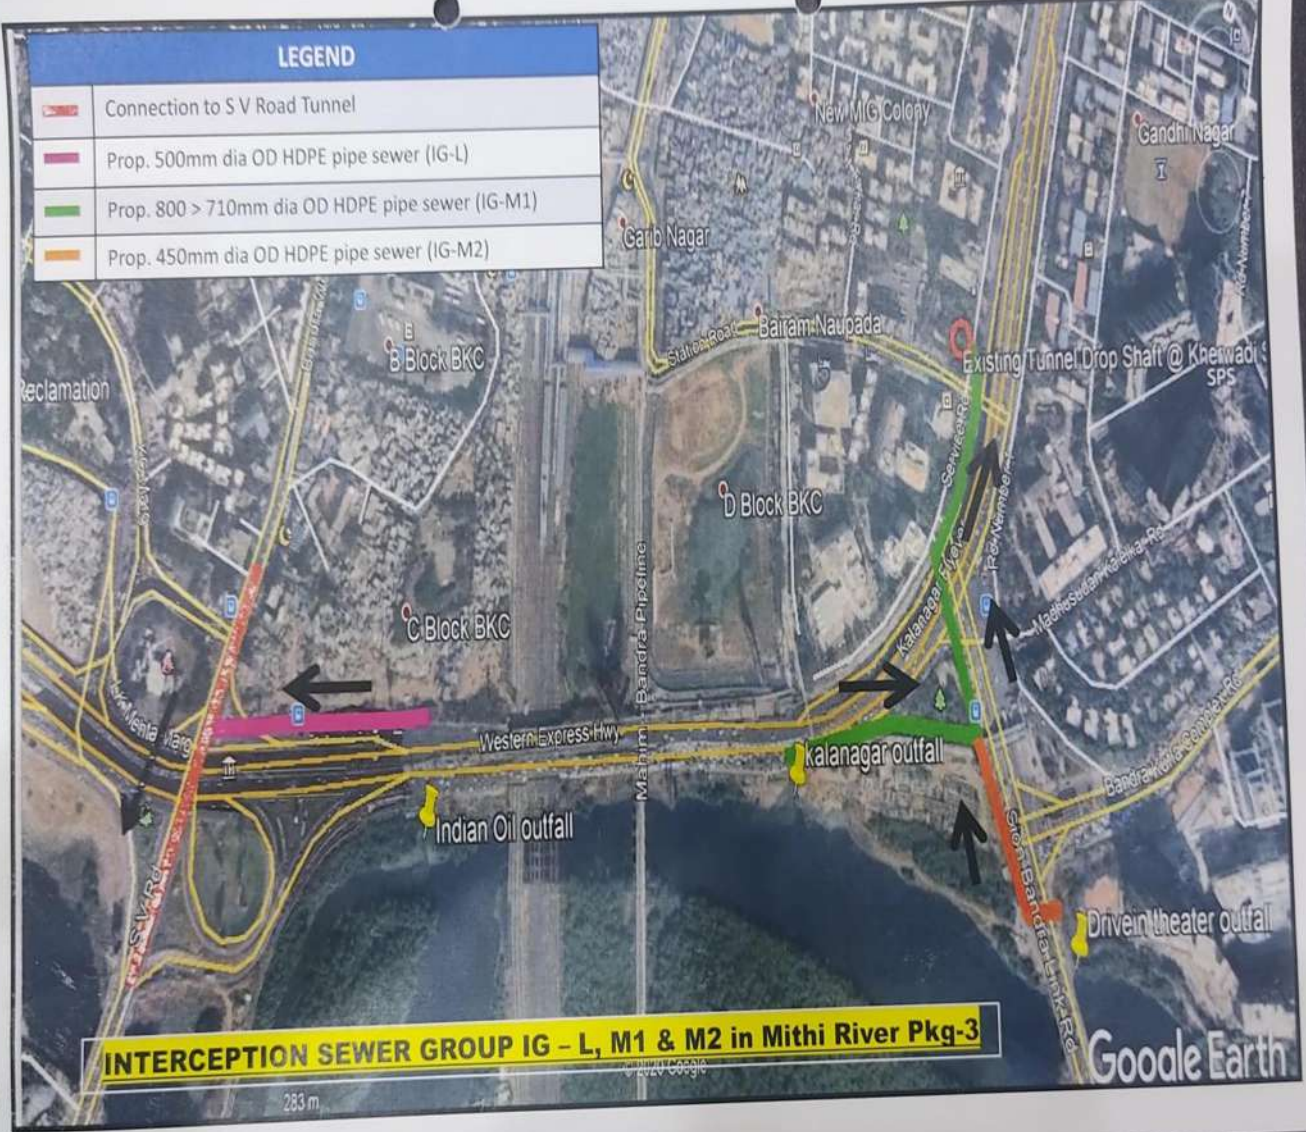 LEGEND
Connection to S V Road Tunnel
Prop. 500mm dia OD HDPE pipe sewer (IG-L)
Prop. 800 > 710mm dia OD HDPE pipe sewer (IG-M1)
Prop. 450mm dia OD HDPE pipe sewer (IG-M2)
New MIG Colony
Gandhi Nagar
Garib Nagar
Station Road
Bairam Naupada
B Block BKC
Existing Tunnel Drop Shaft @ Kherwadi
SPS
Reclamation
Service Rd
D Block BKC
Madhusudan Kalelkar Rd
C Block BKC
Kalanagar Flyover
Mahim - Bandra Pipeline
Western Express Hwy
kalanagar outfall
Bandra Kurla Complex Rd
Indian Oil outfall
S V Rd
Sion Bandra Link Rd
Drivein theater outfall
INTERCEPTION SEWER GROUP IG – L, M1 & M2 in Mithi River Pkg-3
© 2020 Google
Google Earth
283 m